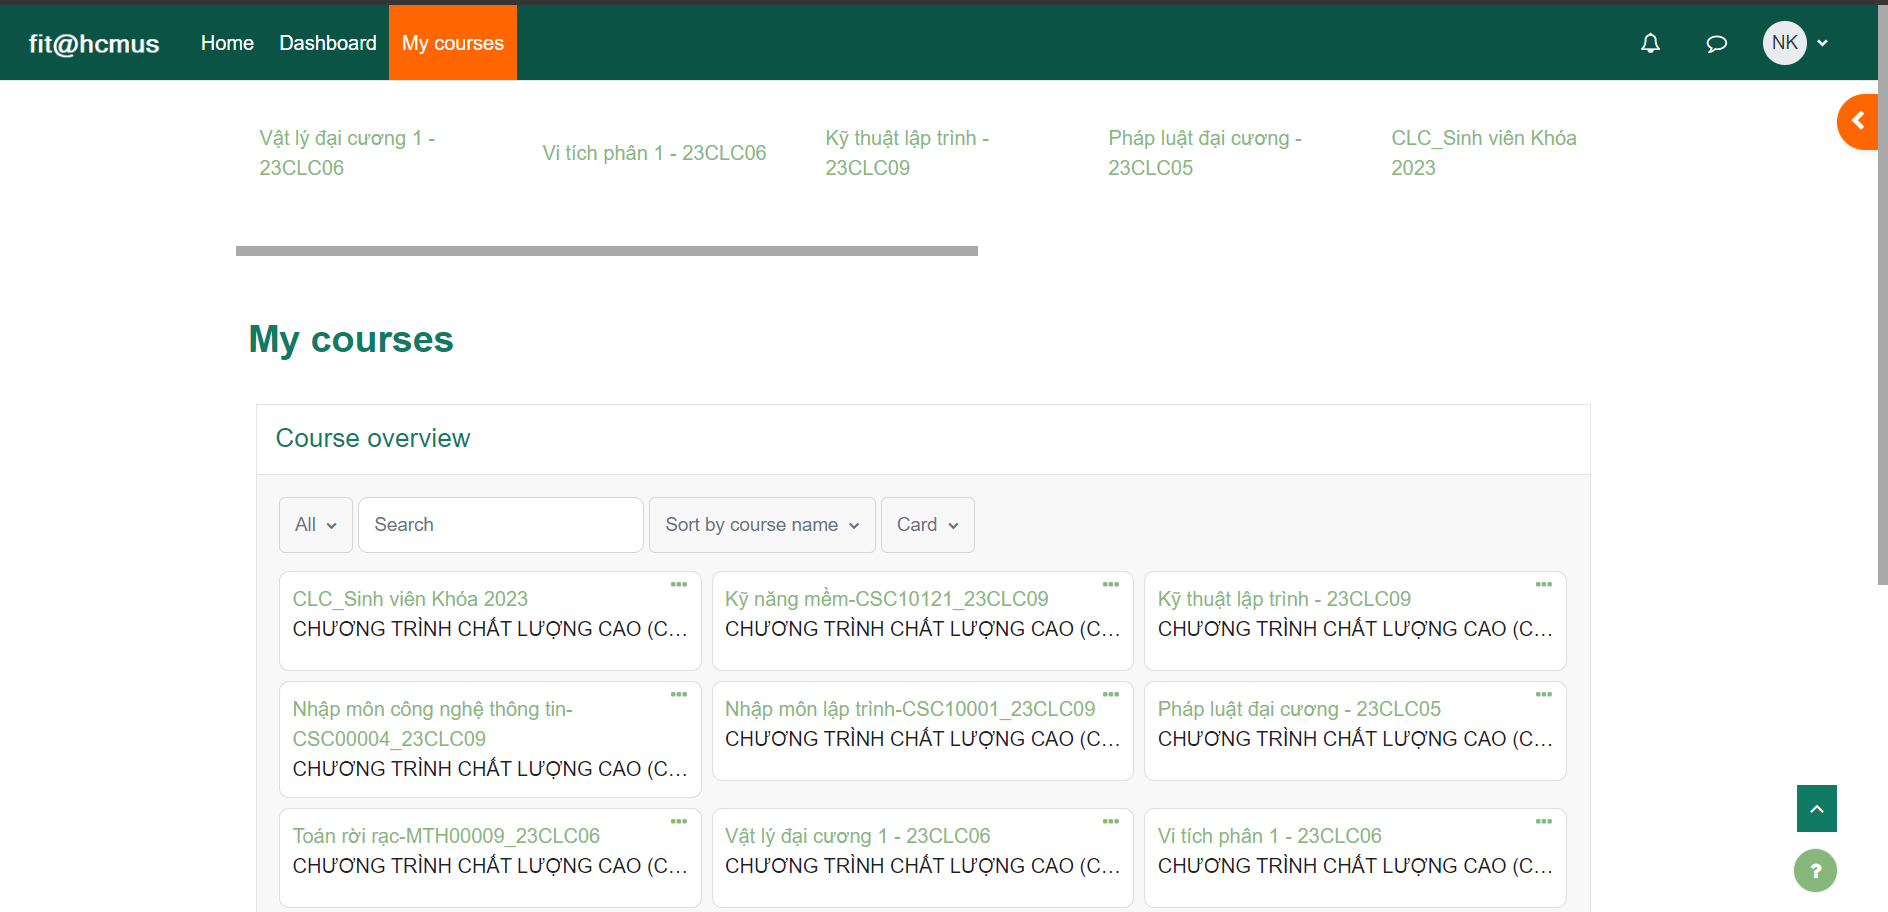 fit@hcmus Home Dashboard My courses NK
Vật lý đại cương 1 -
23CLC06
Vi tích phân 1 - 23CLC06
Kỹ thuật lập trình -
23CLC09
Pháp luật đại cương -
23CLC05
CLC_Sinh viên Khóa
2023
My courses
Course overview
All Search Sort by course name Card
CLC_Sinh viên Khóa 2023
CHƯƠNG TRÌNH CHẤT LƯỢNG CAO (C...
Kỹ năng mềm-CSC10121_23CLC09
CHƯƠNG TRÌNH CHẤT LƯỢNG CAO (C...
Kỹ thuật lập trình - 23CLC09
CHƯƠNG TRÌNH CHẤT LƯỢNG CAO (C...
Nhập môn công nghệ thông tin-
CSC00004_23CLC09
CHƯƠNG TRÌNH CHẤT LƯỢNG CAO (C...
Nhập môn lập trình-CSC10001_23CLC09
CHƯƠNG TRÌNH CHẤT LƯỢNG CAO (C...
Pháp luật đại cương - 23CLC05
CHƯƠNG TRÌNH CHẤT LƯỢNG CAO (C...
Toán rời rạc-MTH00009_23CLC06
CHƯƠNG TRÌNH CHẤT LƯỢNG CAO (C...
Vật lý đại cương 1 - 23CLC06
CHƯƠNG TRÌNH CHẤT LƯỢNG CAO (C...
Vi tích phân 1 - 23CLC06
CHƯƠNG TRÌNH CHẤT LƯỢNG CAO (C...
?